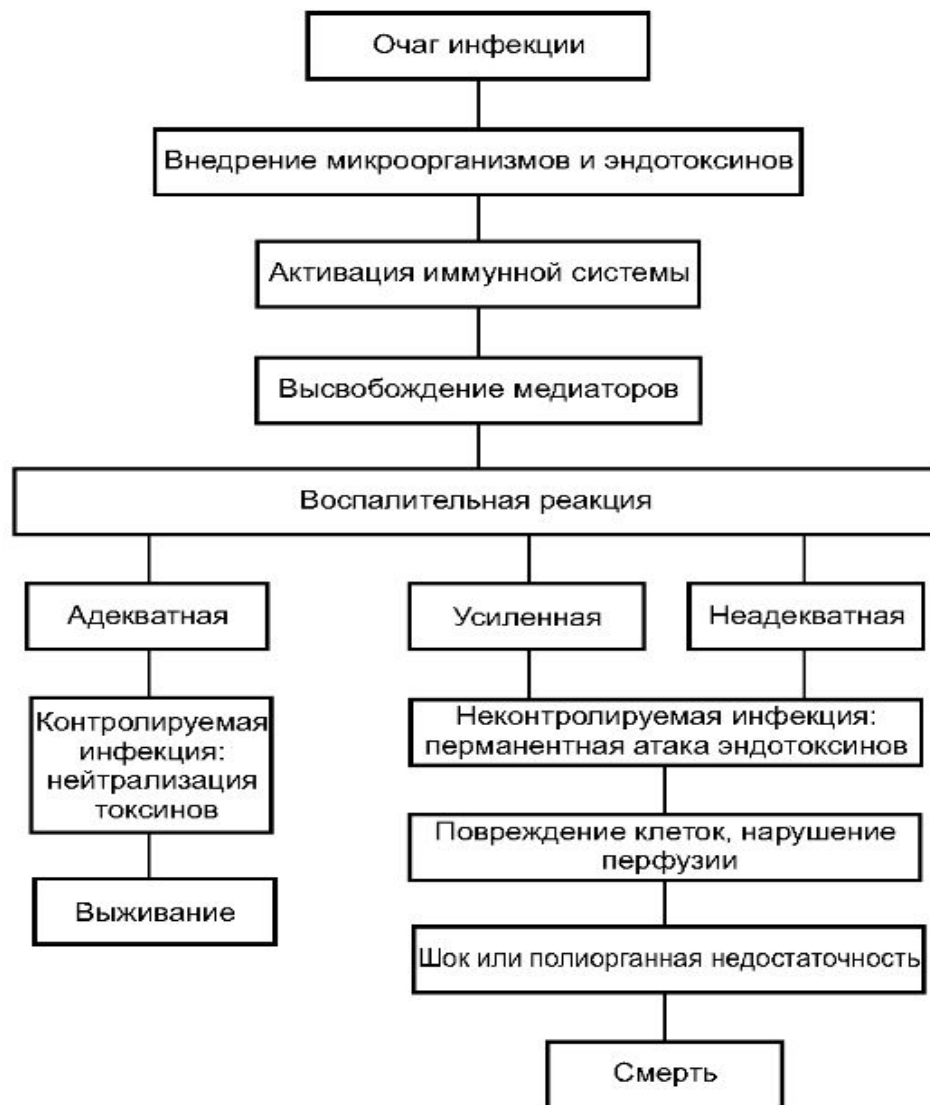 Очаг инфекции
Внедрение микроорганизмов и эндотоксинов
Активация иммунной системы
Высвобождение медиаторов
Воспалительная реакция
Адекватная
Усиленная
Неадекватная
Контролируемая
инфекция:
нейтрализация
токсинов
Неконтролируемая инфекция:
перманентная атака эндотоксинов
Повреждение клеток, нарушение
перфузии
Выживание
Шок или полиорганная недостаточность
Смерть